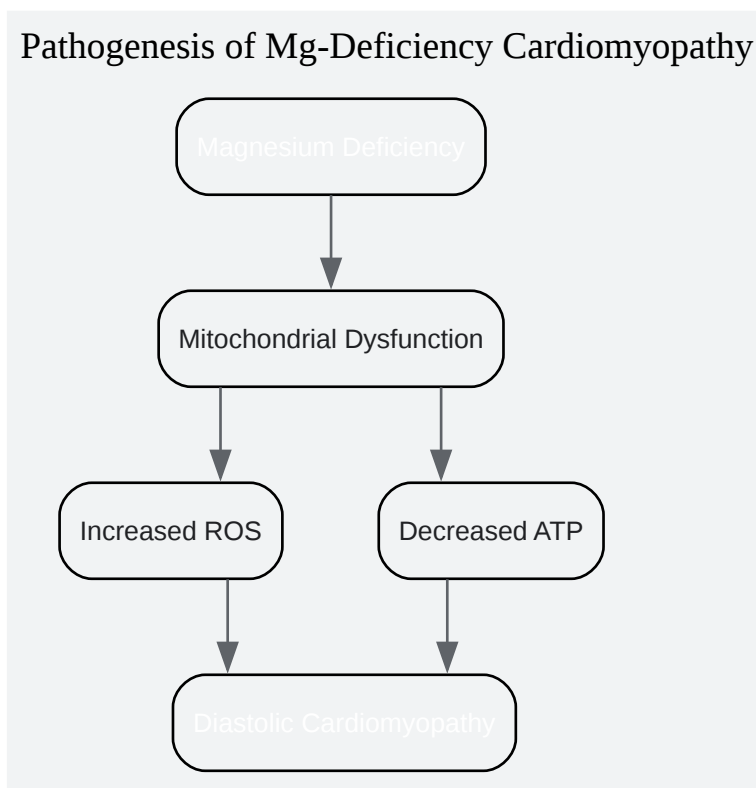 Pathogenesis of Mg-Deficiency Cardiomyopathy
Magnesium Deficiency
Mitochondrial Dysfunction
Increased ROS
Decreased ATP
Diastolic Cardiomyopathy